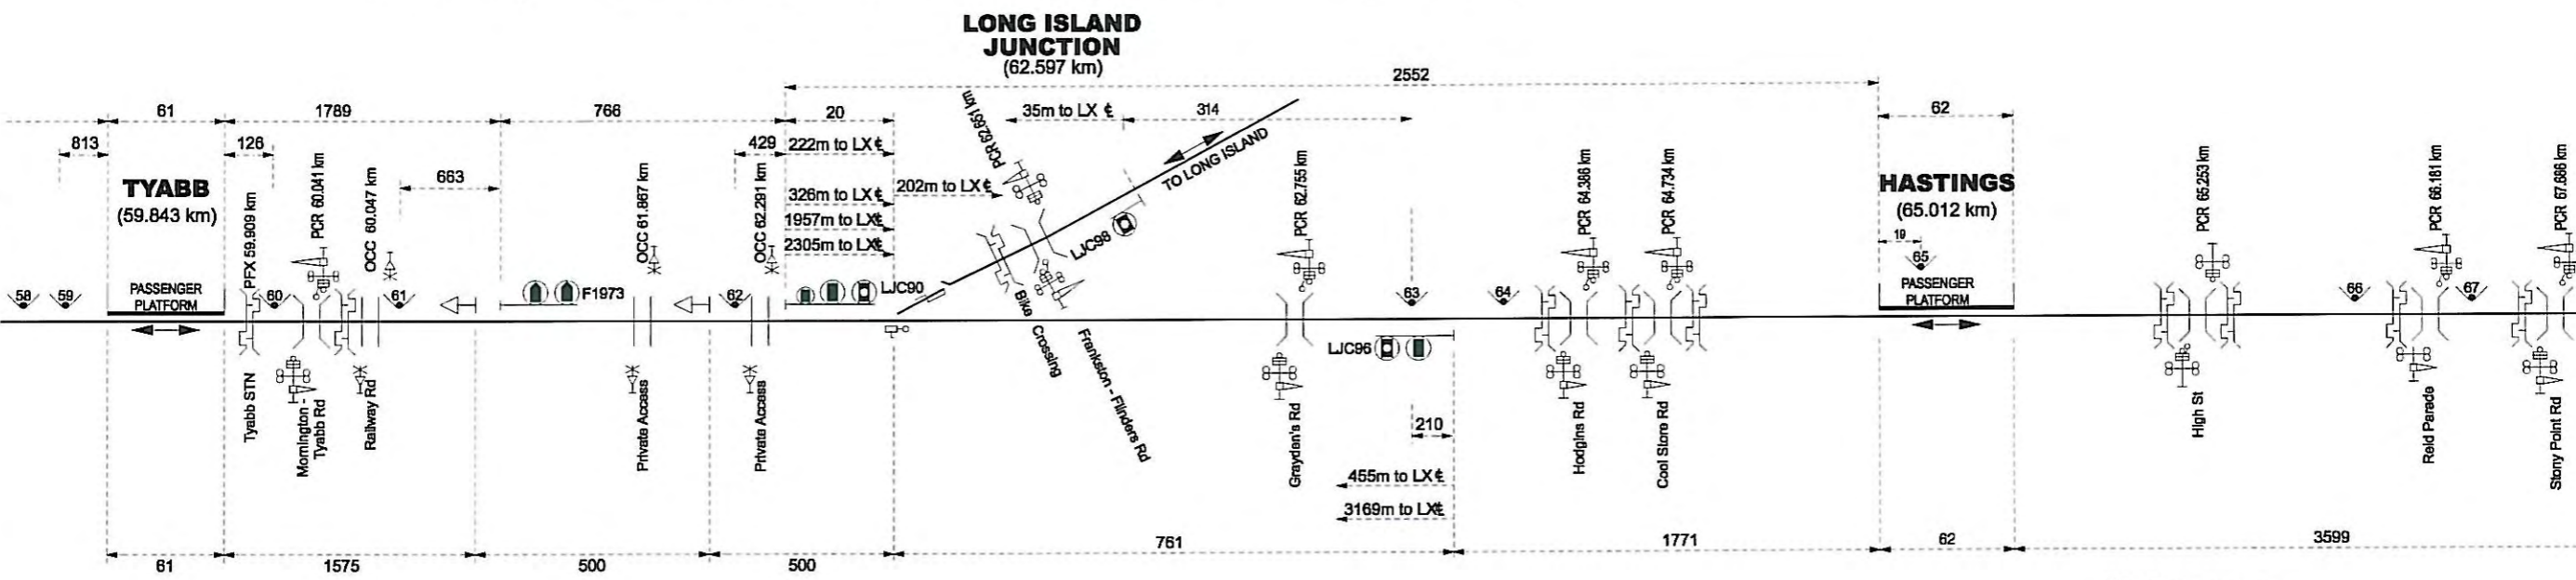 LONG ISLAND
JUNCTION
(62.597 km)
2552
61
1789
766
20
35m to LX ℄
314
62
813
126
663
429
222m to LX℄
326m to LX℄
1957m to LX℄
2305m to LX℄
202m to LX℄
PCR 62.651 km
TO LONG ISLAND
TYABB
(59.843 km)
PFX 59.909 km
PCR 60.041 km
OCC 60.047 km
OCC 61.867 km
OCC 62.291 km
PCR 62.755 km
PCR 64.386 km
PCR 64.734 km
HASTINGS
(65.012 km)
19
PCR 65.253 km
PCR 66.181 km
PCR 67.686 km
58
59
PASSENGER
PLATFORM
60
61
F1973
62
LJC90
LJC98
63
64
65
PASSENGER
PLATFORM
66
67
LJC96
Tyabb STN
Mornington -
Tyabb Rd
Railway Rd
Private Access
Private Access
Bike Crossing
Frankston - Flinders Rd
Grayden's Rd
Hodgins Rd
Cool Store Rd
High St
Reid Parade
Stony Point Rd
210
455m to LX℄
3169m to LX℄
61
1575
500
500
761
1771
62
3599